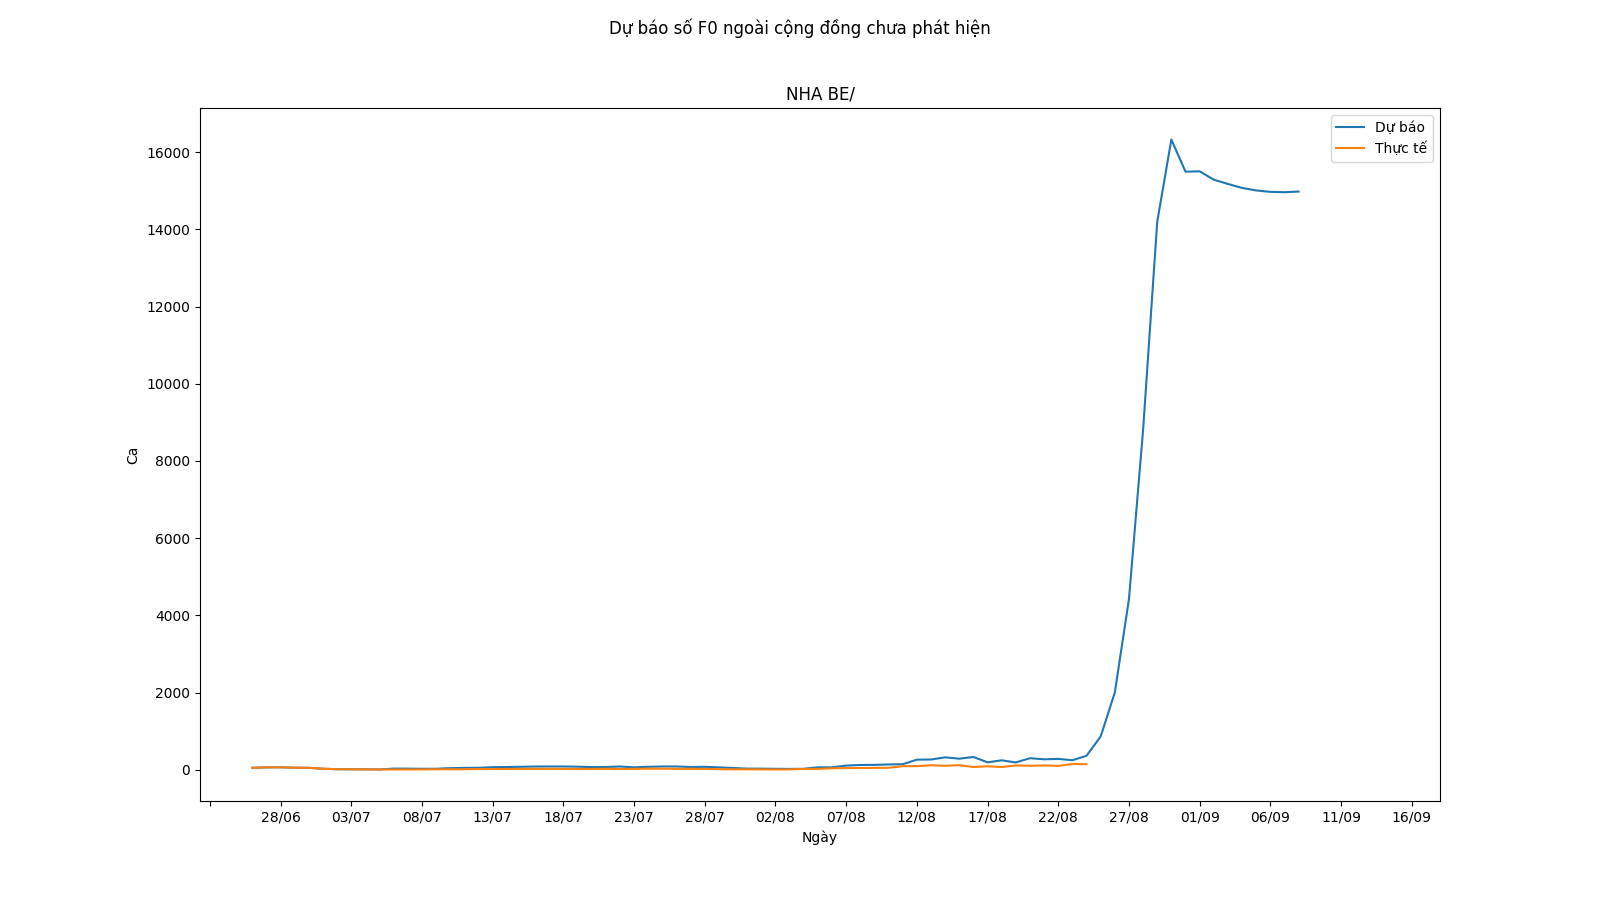 Dự báo số F0 ngoài cộng đồng chưa phát hiện
NHA BE/
Dự báo
Thực tế
16000
14000
12000
10000
8000
6000
4000
2000
0
Ca
28/06 03/07 08/07 13/07 18/07 23/07 28/07 02/08 07/08 12/08 17/08 22/08 27/08 01/09 06/09 11/09 16/09
Ngày